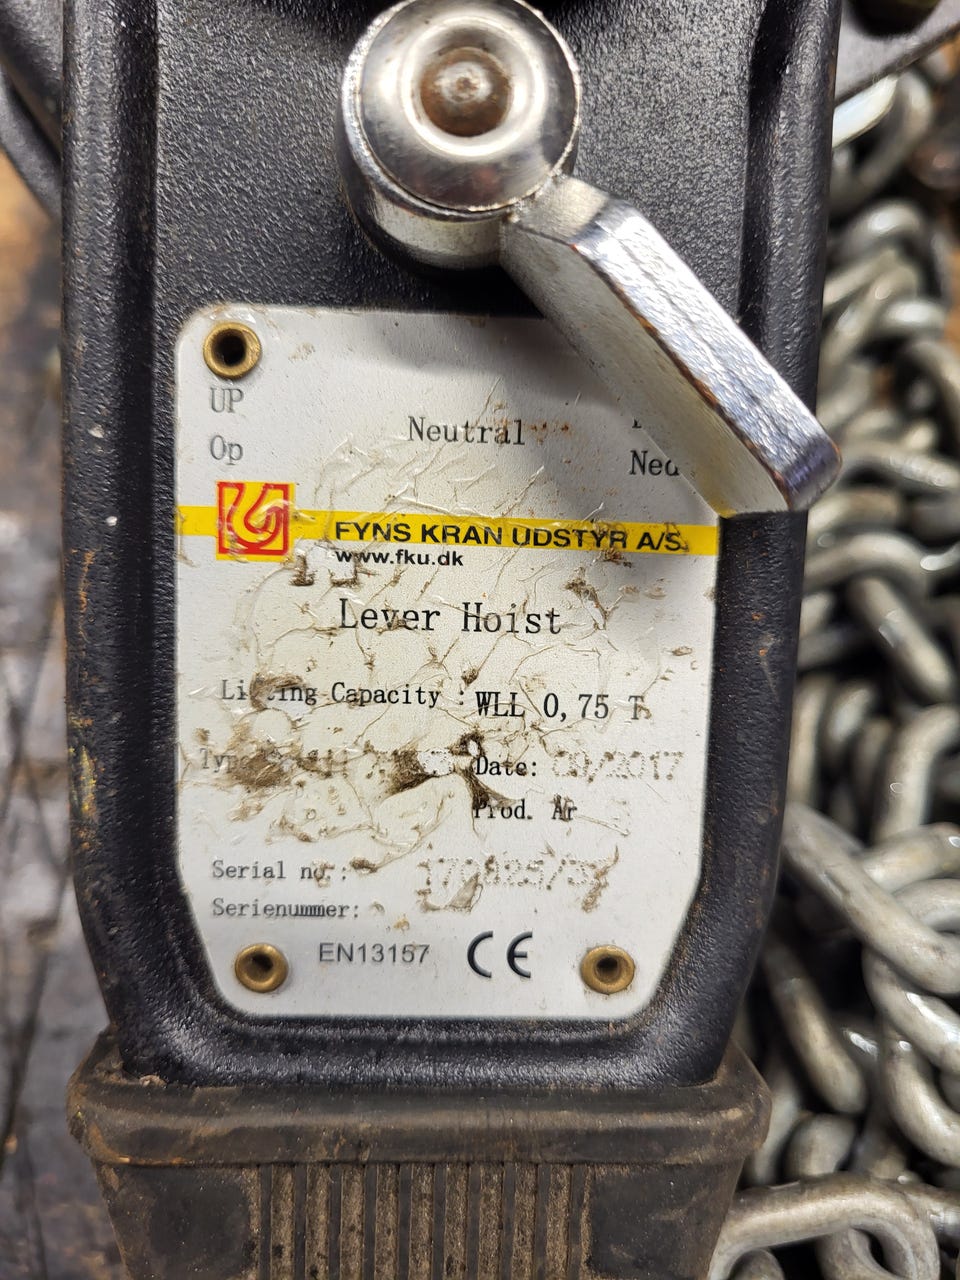 UP
Op
Neutral
FYNS KRAN UDSTYR A/S
www.fku.dk
Lever Hoist
Lifting Capacity : WLL 0,75 T
Date: 09/2017
Prod. År
Serial no.:
Serienummer:
EN13157 CE